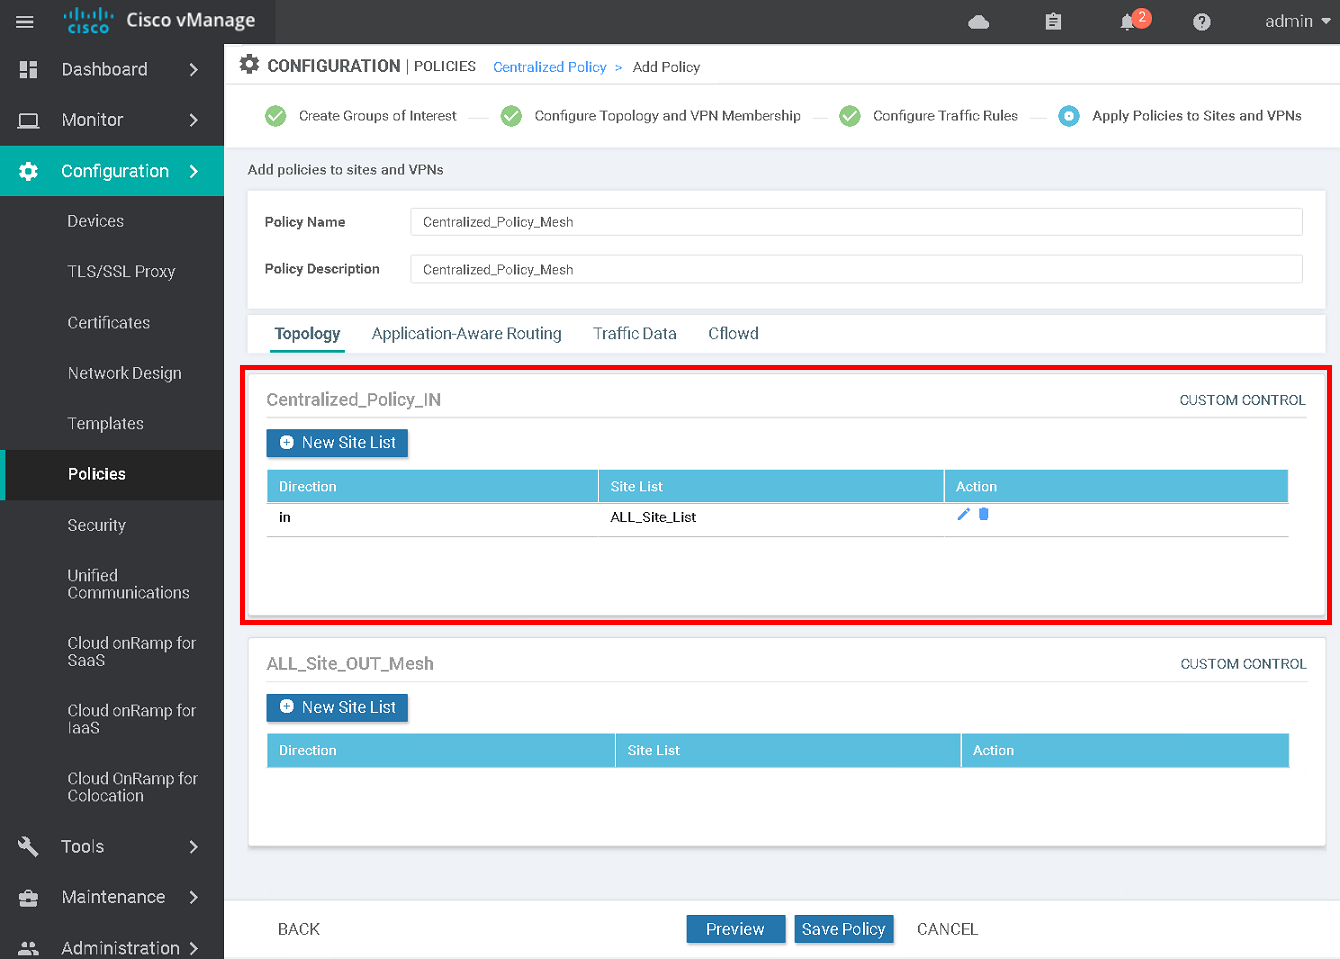 cisco Cisco vManage
2
admin
Dashboard
Monitor
Configuration
Devices
TLS/SSL Proxy
Certificates
Network Design
Templates
Policies
Security
Unified
Communications
Cloud onRamp for
SaaS
Cloud onRamp for
IaaS
Cloud OnRamp for
Colocation
Tools
Maintenance
Administration
CONFIGURATION | POLICIES Centralized Policy > Add Policy
Create Groups of Interest Configure Topology and VPN Membership Configure Traffic Rules Apply Policies to Sites and VPNs
Add policies to sites and VPNs
Policy Name Centralized_Policy_Mesh
Policy Description Centralized_Policy_Mesh
Topology Application-Aware Routing Traffic Data Cflowd
Centralized_Policy_IN CUSTOM CONTROL
New Site List
Direction Site List Action
in ALL_Site_List
ALL_Site_OUT_Mesh CUSTOM CONTROL
New Site List
Direction Site List Action
BACK Preview Save Policy CANCEL